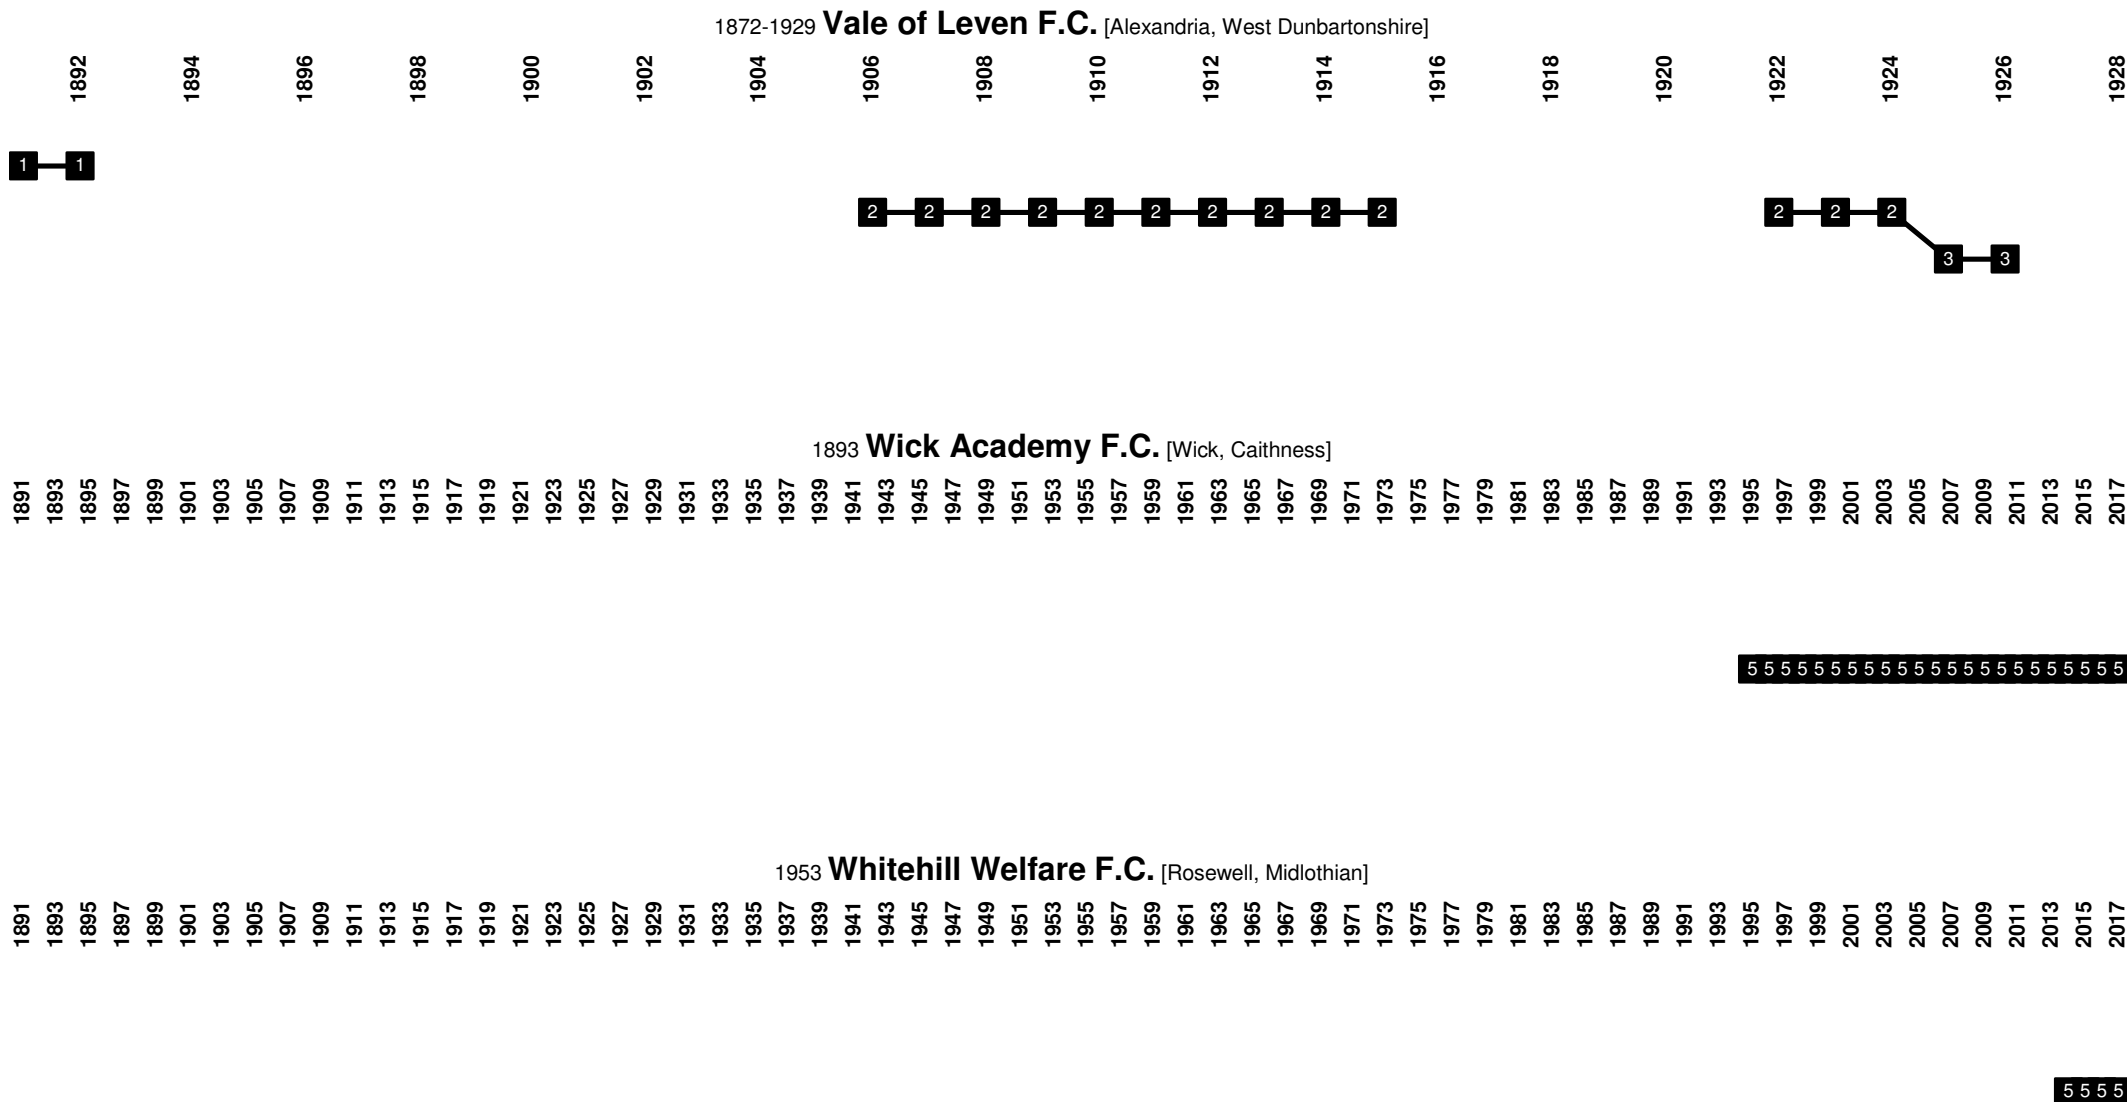 1872-1929 Vale of Leven F.C. [Alexandria, West Dunbartonshire]
1892 1894 1896 1898 1900 1902 1904 1906 1908 1910 1912 1914 1916 1918 1920 1922 1924 1926 1928
1 1
2 2 2 2 2 2 2 2 2 2 2 2 2
3 3
1893 Wick Academy F.C. [Wick, Caithness]
1891 1893 1895 1897 1899 1901 1903 1905 1907 1909 1911 1913 1915 1917 1919 1921 1923 1925 1927 1929 1931 1933 1935 1937 1939 1941 1943 1945 1947 1949 1951 1953 1955 1957 1959 1961 1963 1965 1967 1969 1971 1973 1975 1977 1979 1981 1983 1985 1987 1989 1991 1993 1995 1997 1999 2001 2003 2005 2007 2009 2011 2013 2015 2017
5 5 5 5 5 5 5 5 5 5 5 5 5 5 5 5 5 5 5 5 5 5 5
1953 Whitehill Welfare F.C. [Rosewell, Midlothian]
1891 1893 1895 1897 1899 1901 1903 1905 1907 1909 1911 1913 1915 1917 1919 1921 1923 1925 1927 1929 1931 1933 1935 1937 1939 1941 1943 1945 1947 1949 1951 1953 1955 1957 1959 1961 1963 1965 1967 1969 1971 1973 1975 1977 1979 1981 1983 1985 1987 1989 1991 1993 1995 1997 1999 2001 2003 2005 2007 2009 2011 2013 2015 2017
5 5 5 5